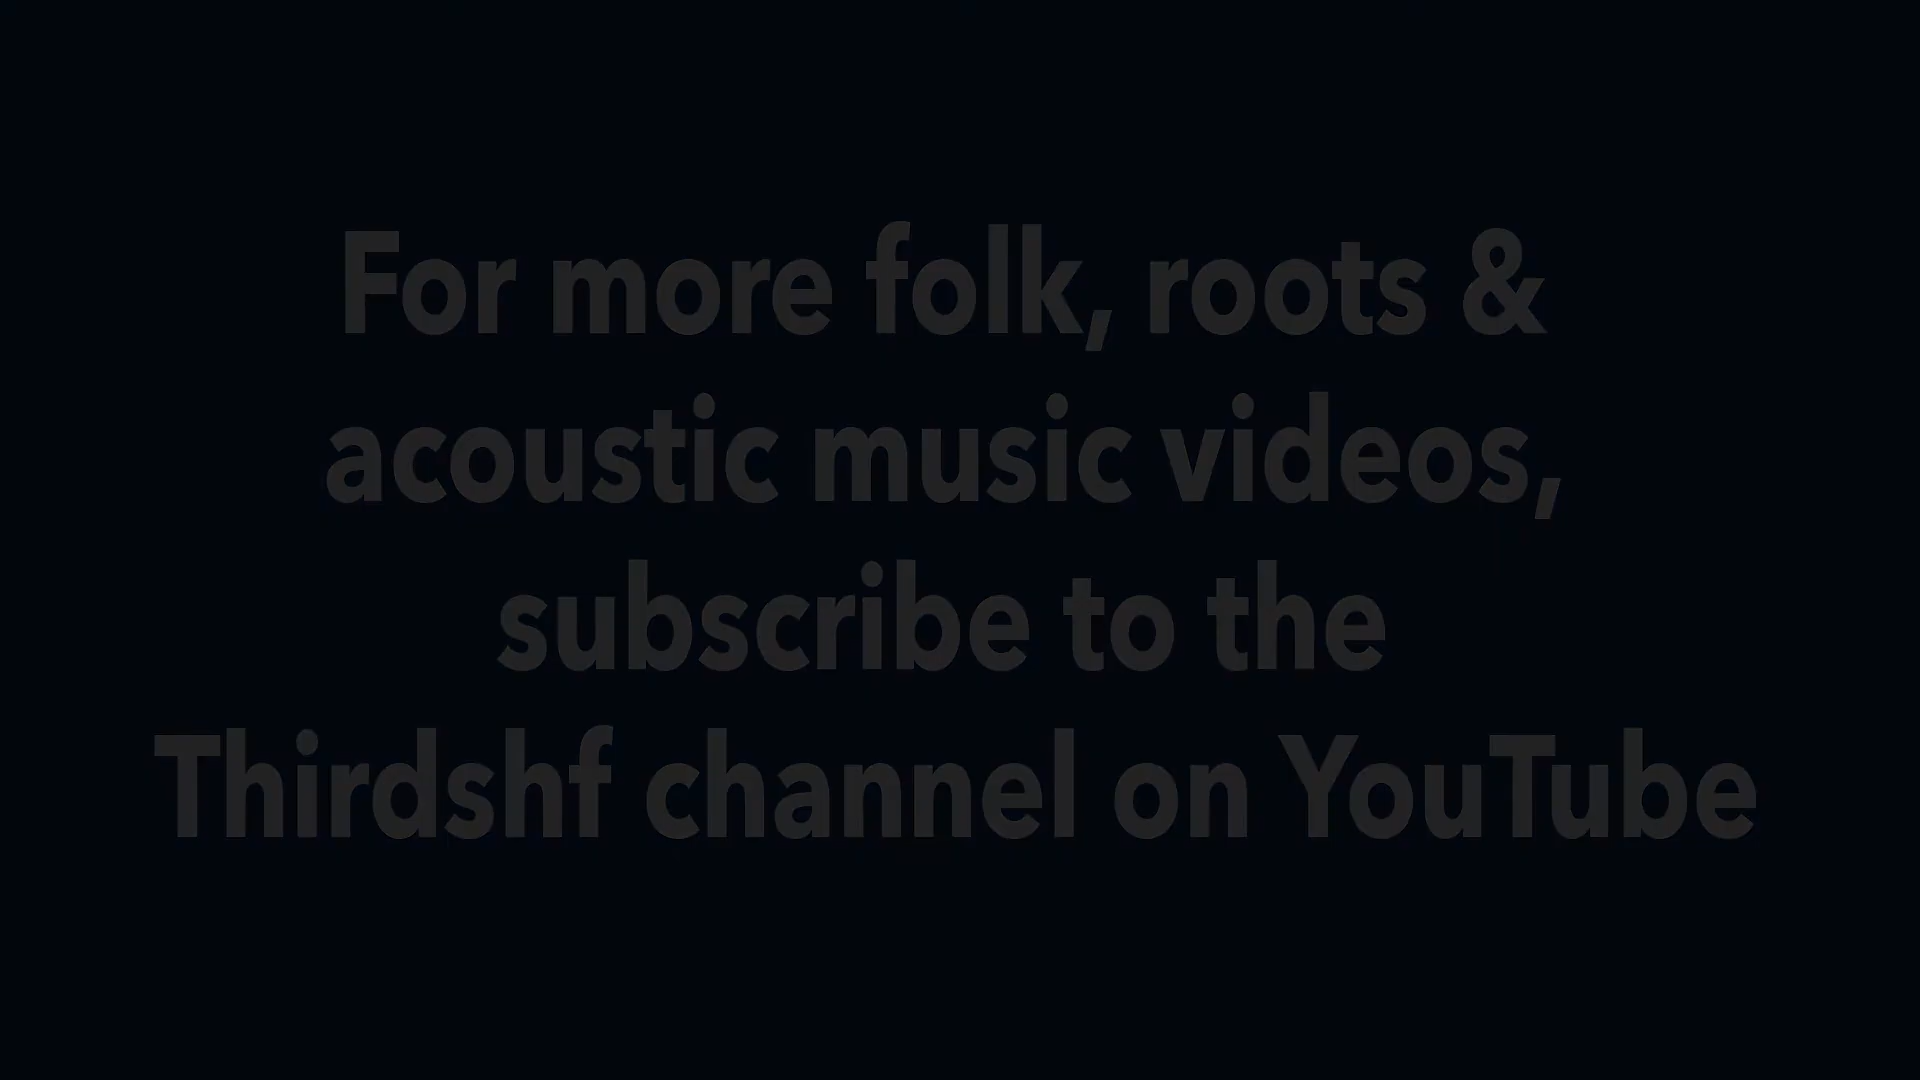 For more folk, roots &
acoustic music videos,
subscribe to the
Thirdshf channel on YouTube